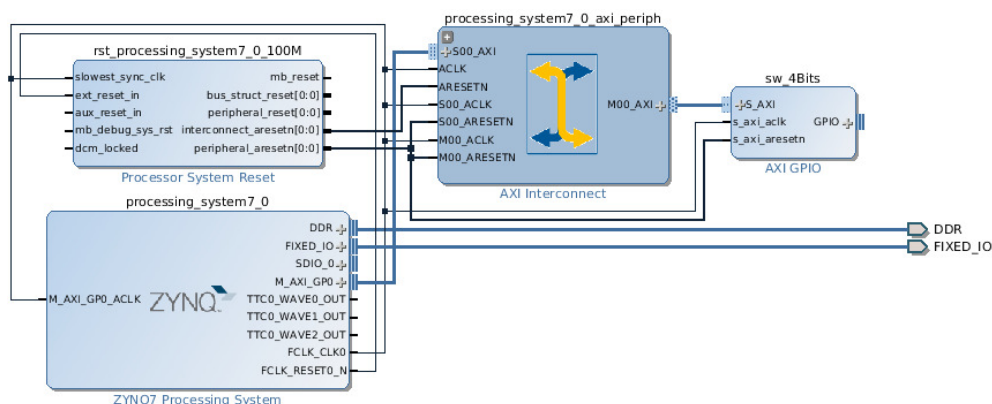 rst_processing_system7_0_100M
slowest_sync_clk
ext_reset_in
aux_reset_in
mb_debug_sys_rst
dcm_locked
mb_reset
bus_struct_reset[0:0]
peripheral_reset[0:0]
interconnect_aresetn[0:0]
peripheral_aresetn[0:0]
Processor System Reset
processing_system7_0_axi_periph
S00_AXI
ACLK
ARESETN
S00_ACLK
S00_ARESETN
M00_ACLK
M00_ARESETN
M00_AXI
AXI Interconnect
sw_4Bits
S_AXI
s_axi_aclk
s_axi_aresetn
GPIO
AXI GPIO
processing_system7_0
M_AXI_GP0_ACLK
ZYNQ
DDR
FIXED_IO
SDIO_0
M_AXI_GP0
TTC0_WAVE0_OUT
TTC0_WAVE1_OUT
TTC0_WAVE2_OUT
FCLK_CLK0
FCLK_RESET0_N
ZYNQ7 Processing System
DDR
FIXED_IO